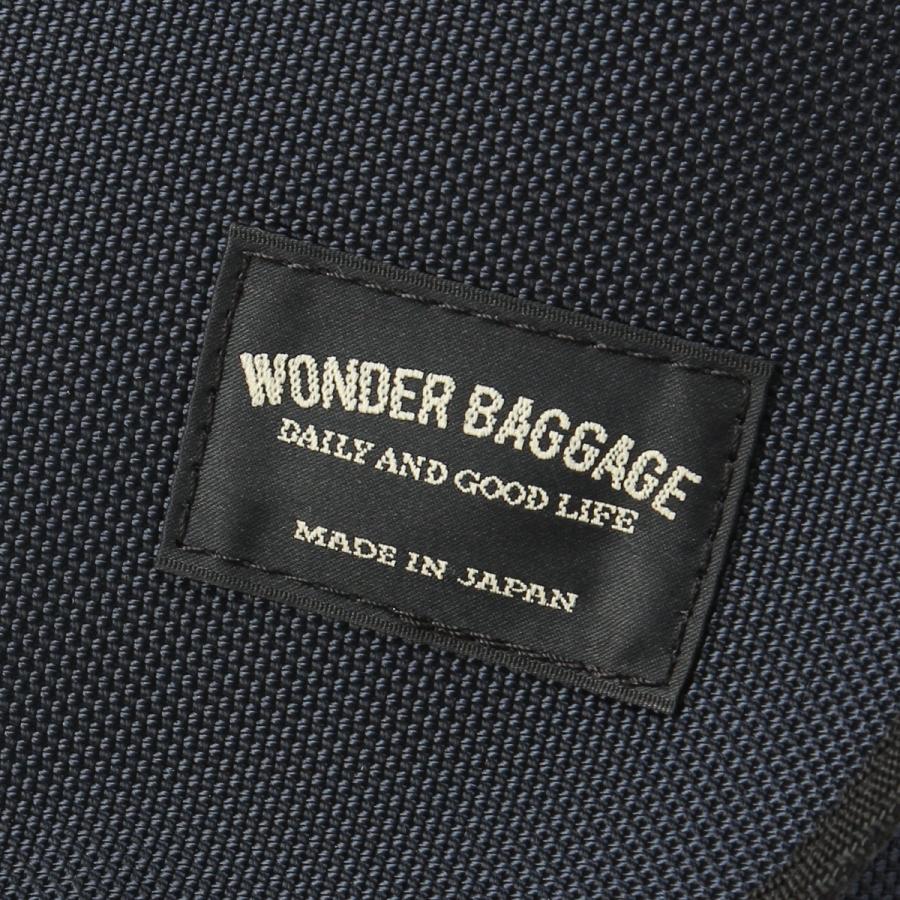 WONDER BAGGAGE
DAILY AND GOOD LIFE
MADE IN JAPAN